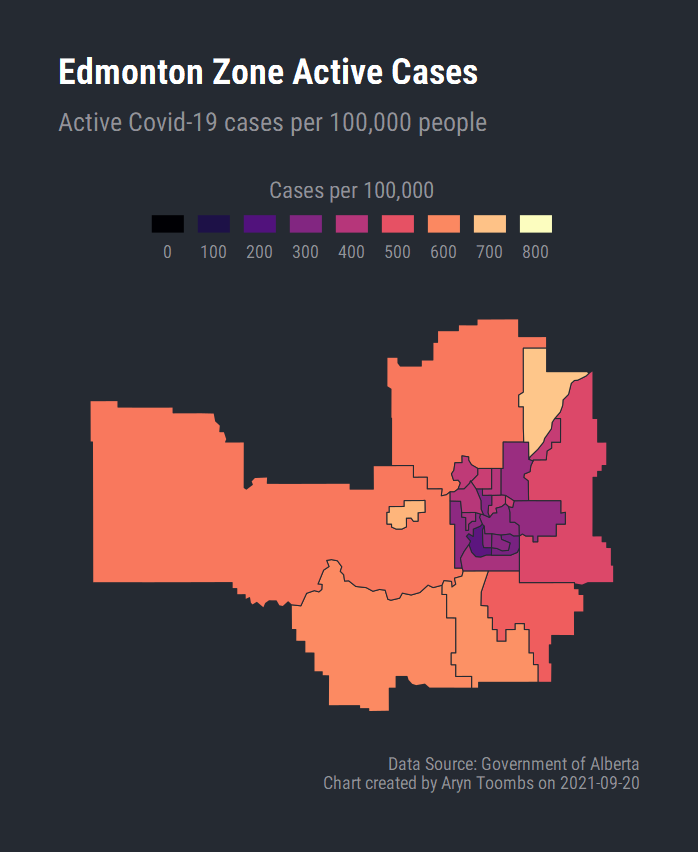 Edmonton Zone Active Cases
Active Covid-19 cases per 100,000 people
Cases per 100,000
0 100 200 300 400 500 600 700 800
Data Source: Government of Alberta
Chart created by Aryn Toombs on 2021-09-20